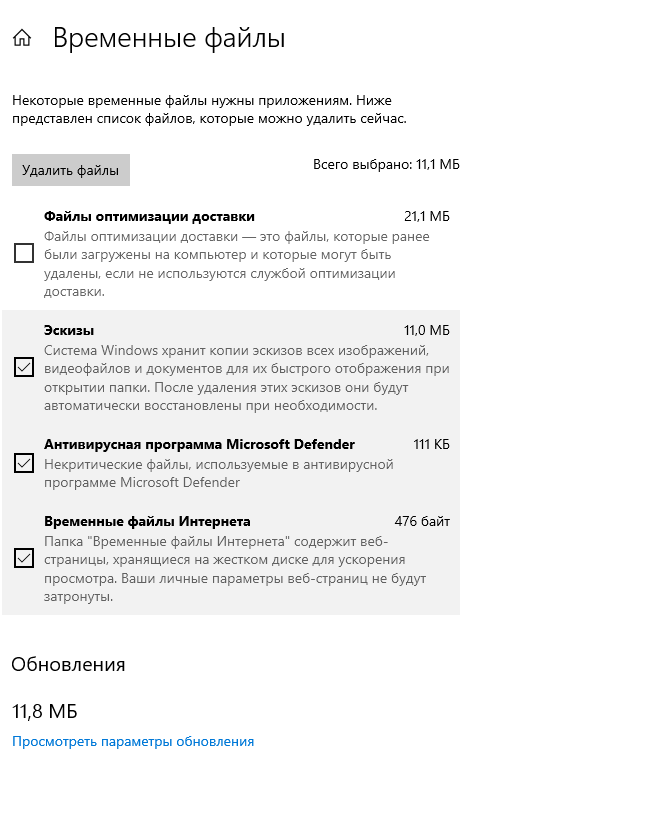 Временные файлы
Некоторые временные файлы нужны приложениям. Ниже
представлен список файлов, которые можно удалить сейчас.
Удалить файлы
Всего выбрано: 11,1 МБ
Файлы оптимизации доставки 21,1 МБ
Файлы оптимизации доставки — это файлы, которые ранее
были загружены на компьютер и которые могут быть
удалены, если не используются службой оптимизации
доставки.
Эскизы 11,0 МБ
Система Windows хранит копии эскизов всех изображений,
видеофайлов и документов для их быстрого отображения при
открытии папки. После удаления этих эскизов они будут
автоматически восстановлены при необходимости.
Антивирусная программа Microsoft Defender 111 КБ
Некритические файлы, используемые в антивирусной
программе Microsoft Defender
Временные файлы Интернета 476 байт
Папка "Временные файлы Интернета" содержит веб-
страницы, хранящиеся на жестком диске для ускорения
просмотра. Ваши личные параметры веб-страниц не будут
затронуты.
Обновления
11,8 МБ
Просмотреть параметры обновления